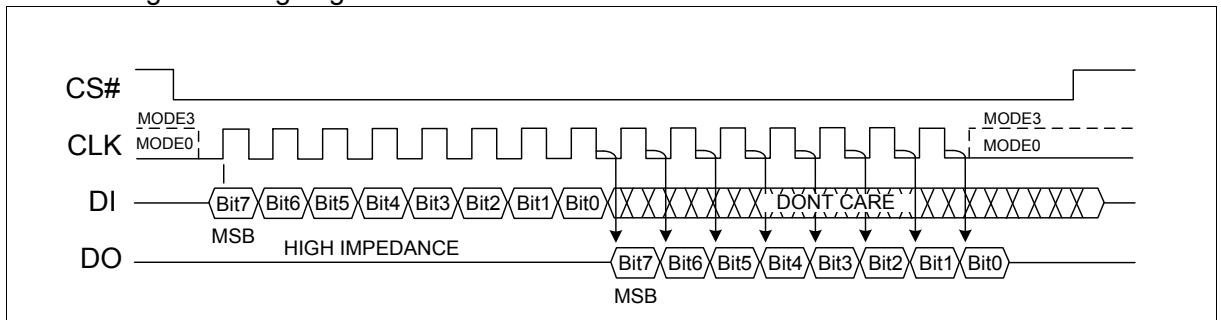 CS#
MODE3 MODE3
CLK MODE0 MODE0
DI Bit7 Bit6 Bit5 Bit4 Bit3 Bit2 Bit1 Bit0 DONT CARE
MSB
HIGH IMPEDANCE
DO Bit7 Bit6 Bit5 Bit4 Bit3 Bit2 Bit1 Bit0
MSB